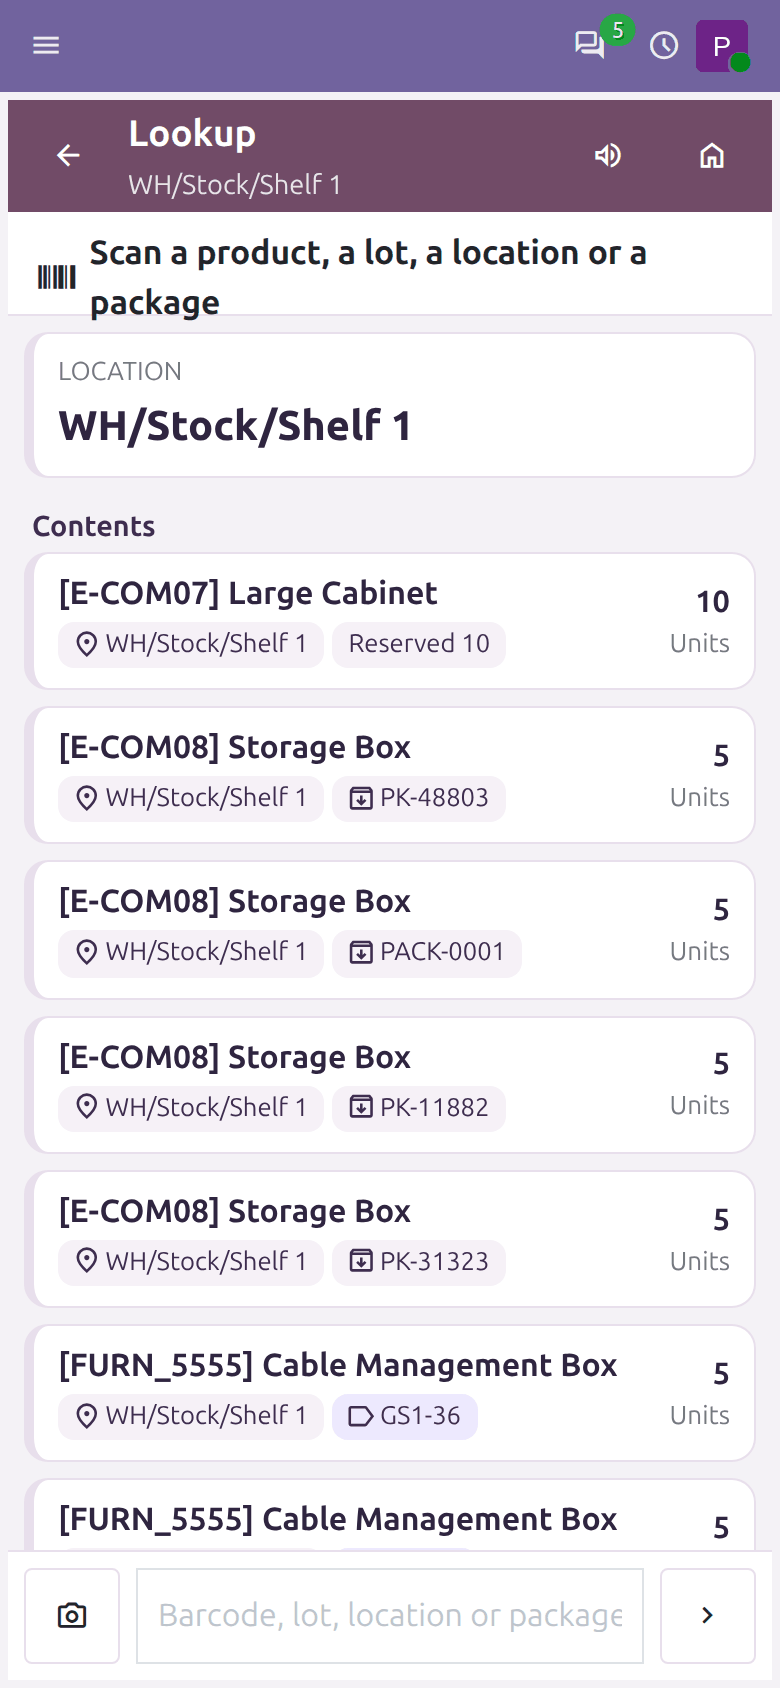 5
P
Lookup
WH/Stock/Shelf 1
Scan a product, a lot, a location or a
package
LOCATION
WH/Stock/Shelf 1
Contents
[E-COM07] Large Cabinet
10
WH/Stock/Shelf 1
Reserved 10
Units
[E-COM08] Storage Box
5
WH/Stock/Shelf 1
PK-48803
Units
[E-COM08] Storage Box
5
WH/Stock/Shelf 1
PACK-0001
Units
[E-COM08] Storage Box
5
WH/Stock/Shelf 1
PK-11882
Units
[E-COM08] Storage Box
5
WH/Stock/Shelf 1
PK-31323
Units
[FURN_5555] Cable Management Box
5
WH/Stock/Shelf 1
GS1-36
Units
[FURN_5555] Cable Management Box
5
Barcode, lot, location or package